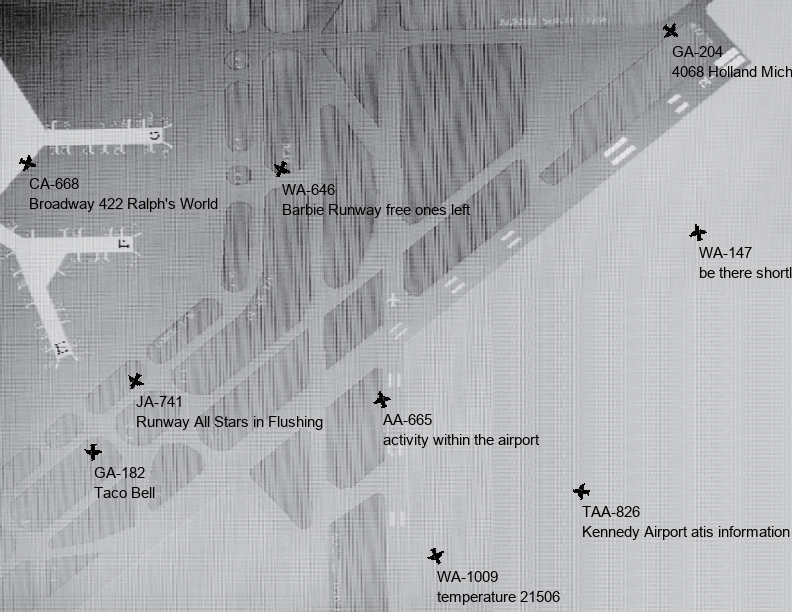 GA-204
4068 Holland Mich
CA-668
Broadway 422 Ralph's World
WA-646
Barbie Runway free ones left
WA-147
be there shortl
JA-741
Runway All Stars in Flushing
AA-665
activity within the airport
GA-182
Taco Bell
TAA-826
Kennedy Airport atis information
WA-1009
temperature 21506